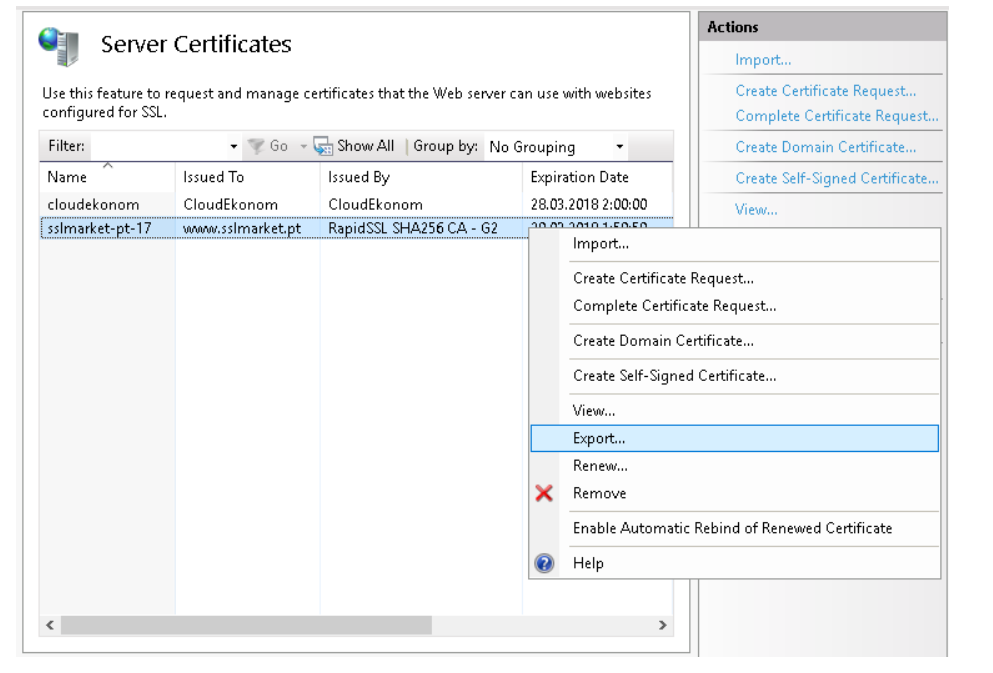 Server Certificates
Use this feature to request and manage certificates that the Web server can use with websites
configured for SSL.
Filter: Go Show All Group by: No Grouping
Name Issued To Issued By Expiration Date
cloudekonom CloudEkonom CloudEkonom 28.03.2018 2:00:00
sslmarket-pt-17 www.sslmarket.pt RapidSSL SHA256 CA - G2
Import...
Create Certificate Request...
Complete Certificate Request...
Create Domain Certificate...
Create Self-Signed Certificate...
View...
Export...
Renew...
Remove
Enable Automatic Rebind of Renewed Certificate
Help
Actions
Import...
Create Certificate Request...
Complete Certificate Request...
Create Domain Certificate...
Create Self-Signed Certificate...
View...